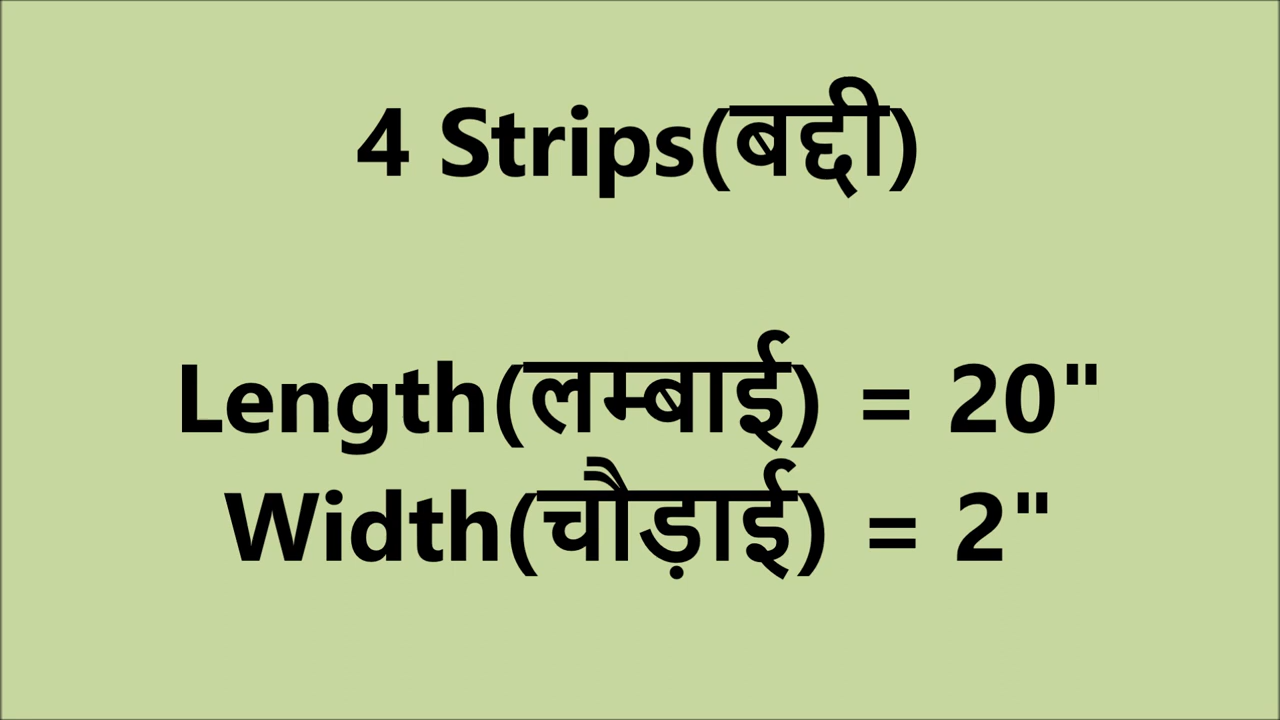 4 Strips(बद्दी)
Length(लम्बाई) = 20"
Width(चौड़ाई) = 2"